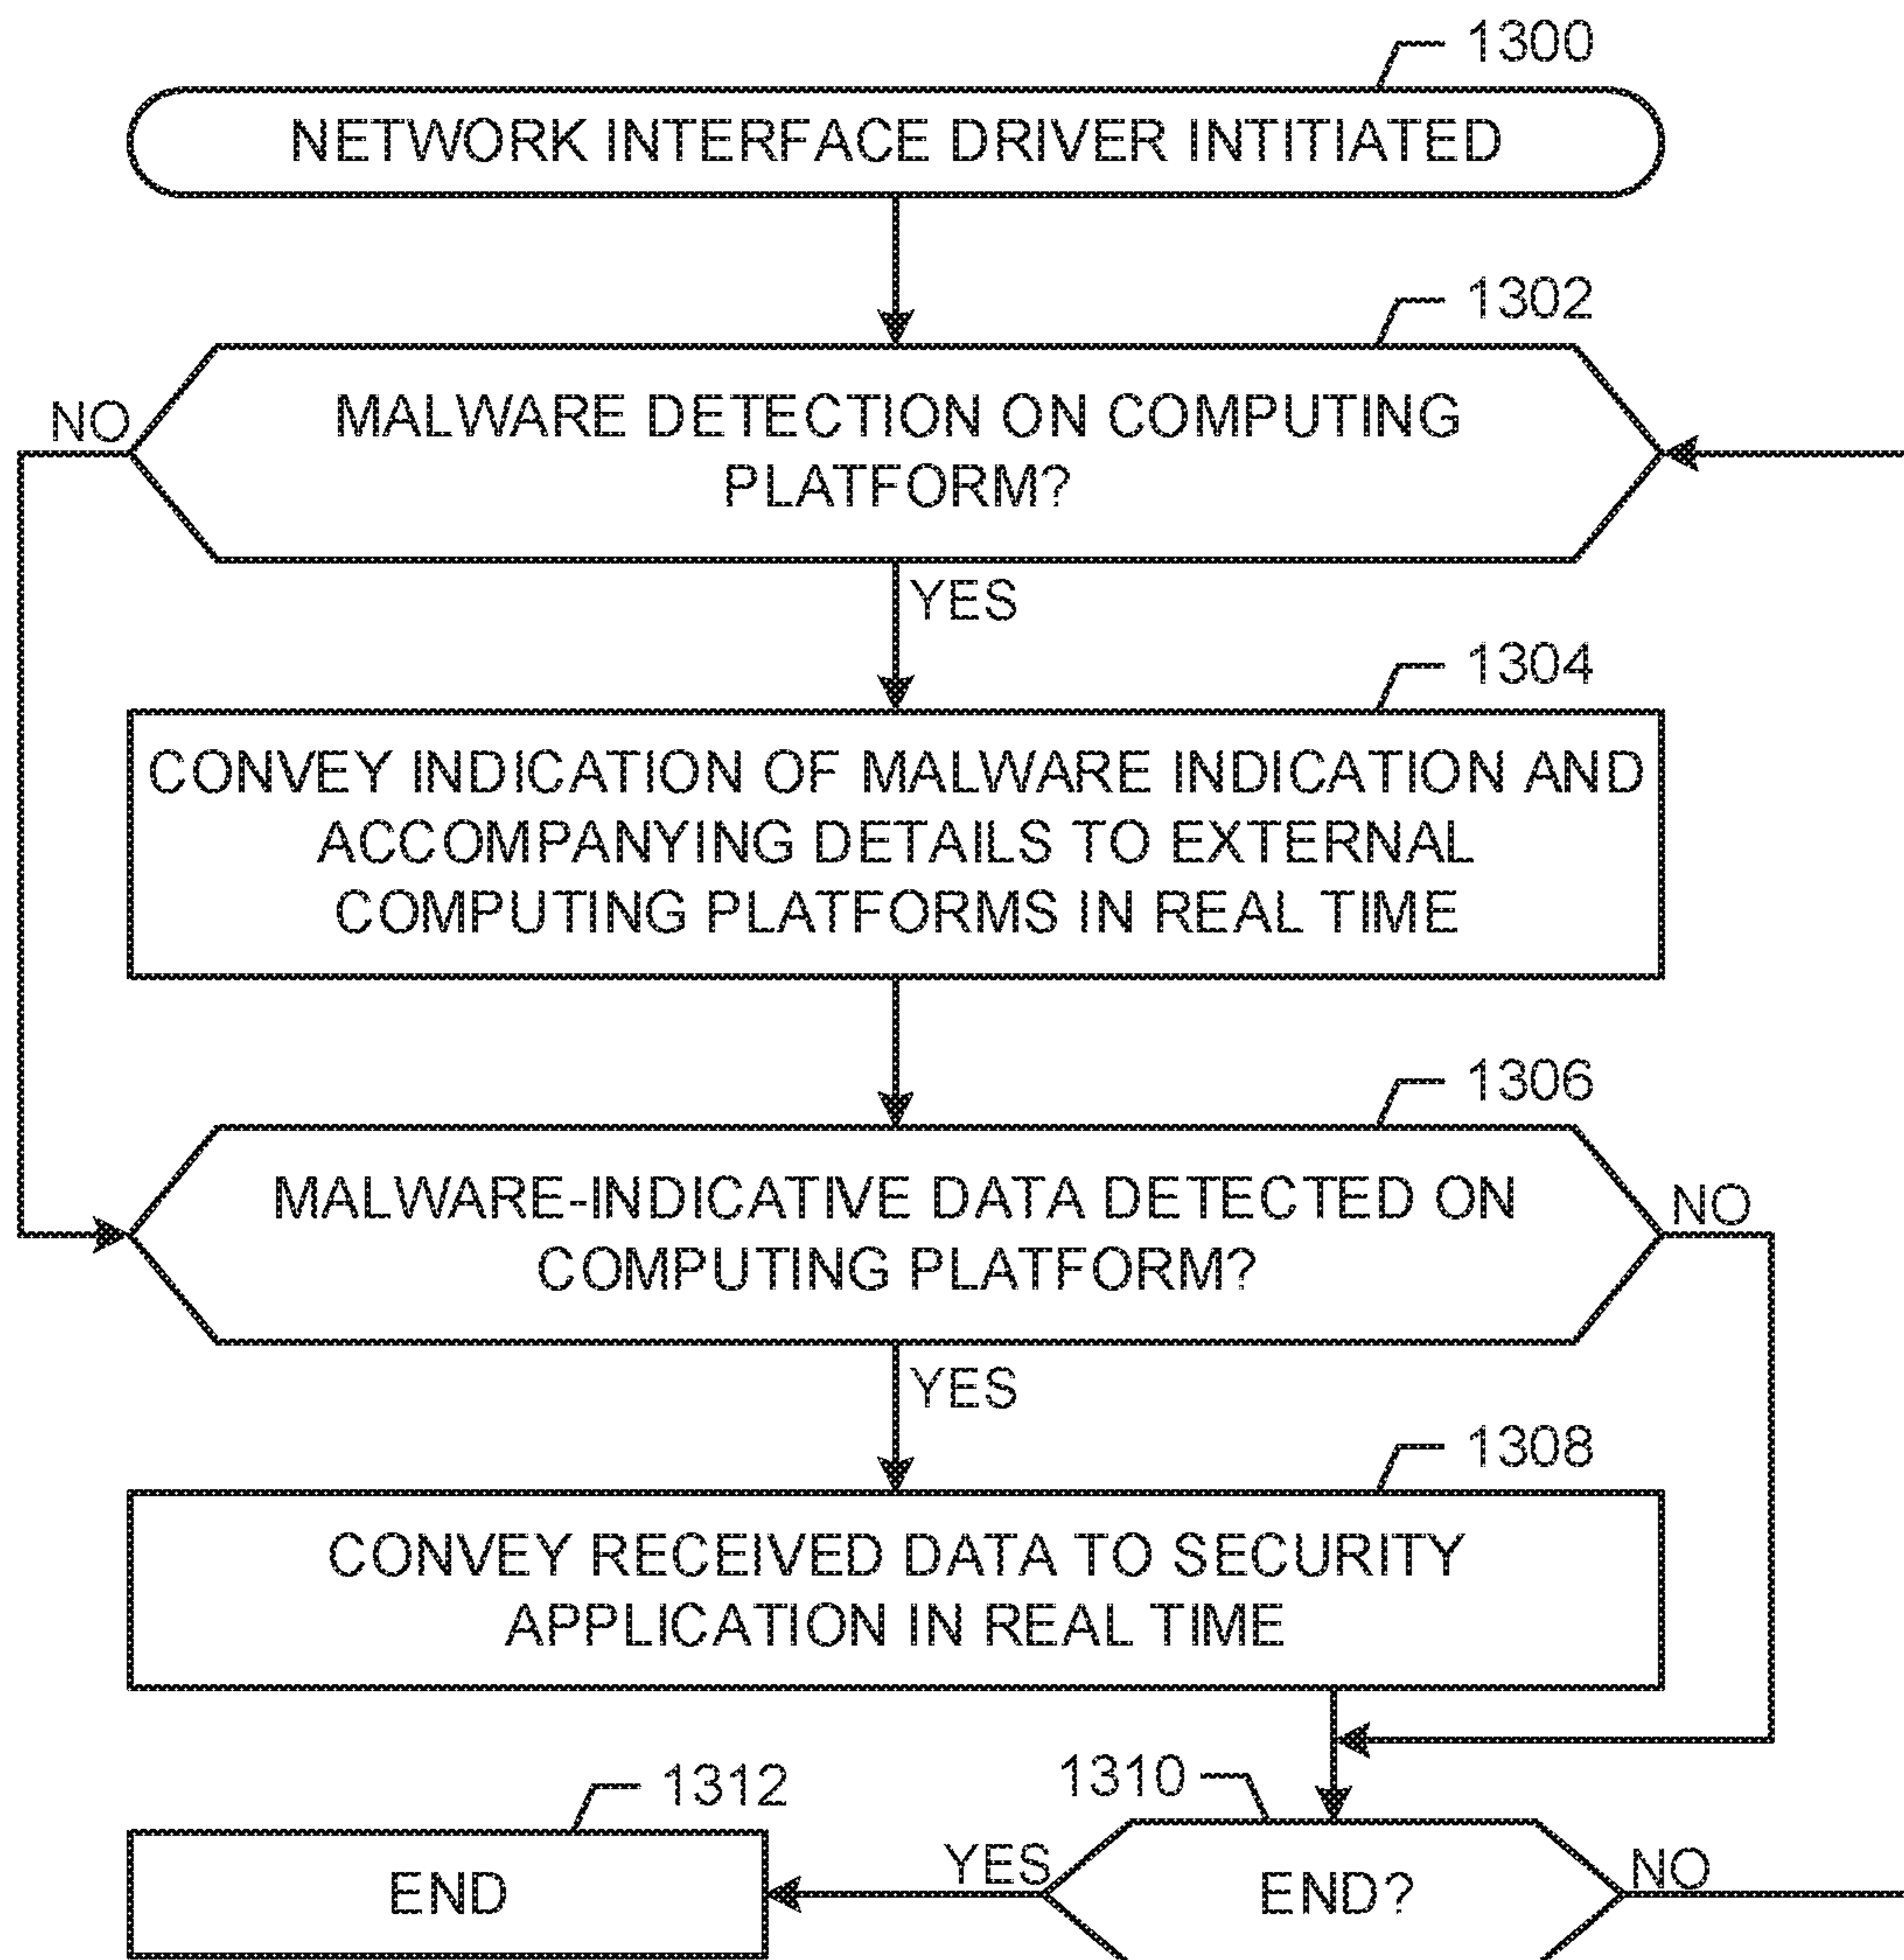 1300
NETWORK INTERFACE DRIVER INTITIATED
1302
NO
MALWARE DETECTION ON COMPUTING
PLATFORM?
YES
1304
CONVEY INDICATION OF MALWARE INDICATION AND
ACCOMPANYING DETAILS TO EXTERNAL
COMPUTING PLATFORMS IN REAL TIME
1306
MALWARE-INDICATIVE DATA DETECTED ON
COMPUTING PLATFORM?
NO
YES
1308
CONVEY RECEIVED DATA TO SECURITY
APPLICATION IN REAL TIME
1312
1310
END
YES
END?
NO